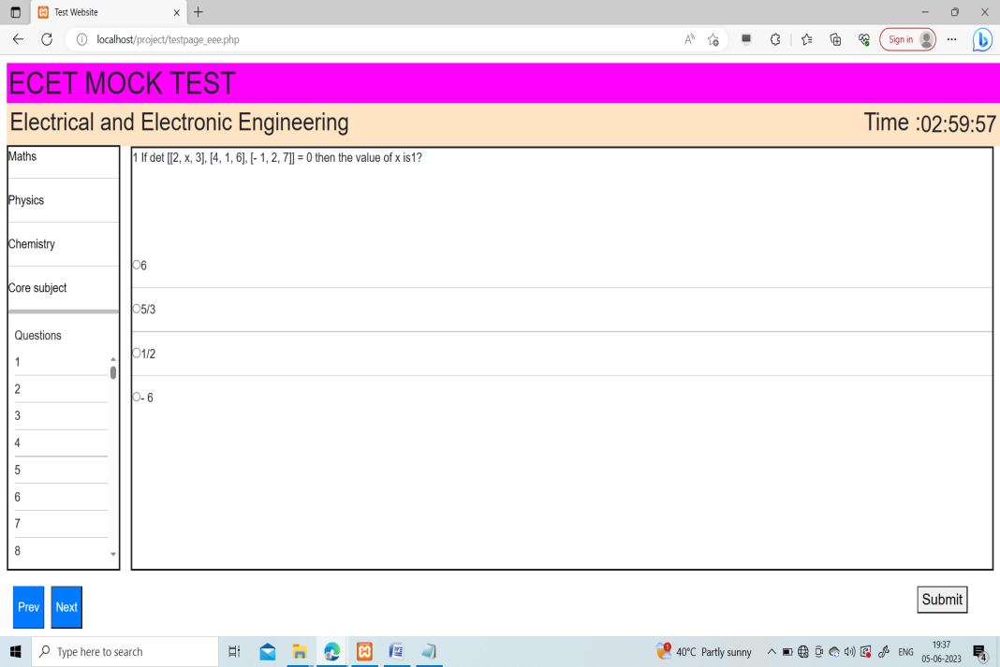 Test Website
localhost/project/testpage_eee.php
Sign in
ECET MOCK TEST
Electrical and Electronic Engineering
Time :02:59:57
Maths
Physics
Chemistry
Core subject
Questions
1
2
3
4
5
6
7
8
1 If det [[2, x, 3], [4, 1, 6], [- 1, 2, 7]] = 0 then the value of x is1?
6
5/3
1/2
- 6
Prev
Next
Submit
Type here to search
40°C Partly sunny
ENG
19:37
05-06-2023
4